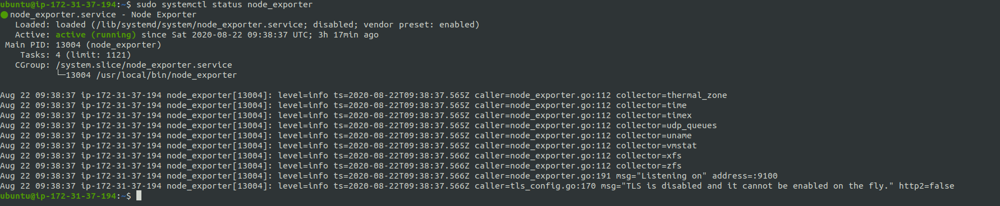 ubuntu@ip-172-31-37-194:~$ sudo systemctl status node_exporter
● node_exporter.service - Node Exporter
   Loaded: loaded (/lib/systemd/system/node_exporter.service; disabled; vendor preset: enabled)
   Active: active (running) since Sat 2020-08-22 09:38:37 UTC; 3h 17min ago
 Main PID: 13004 (node_exporter)
    Tasks: 4 (limit: 1121)
   CGroup: /system.slice/node_exporter.service
           └─13004 /usr/local/bin/node_exporter
Aug 22 09:38:37 ip-172-31-37-194 node_exporter[13004]: level=info ts=2020-08-22T09:38:37.565Z caller=node_exporter.go:112 collector=thermal_zone
Aug 22 09:38:37 ip-172-31-37-194 node_exporter[13004]: level=info ts=2020-08-22T09:38:37.565Z caller=node_exporter.go:112 collector=time
Aug 22 09:38:37 ip-172-31-37-194 node_exporter[13004]: level=info ts=2020-08-22T09:38:37.565Z caller=node_exporter.go:112 collector=timex
Aug 22 09:38:37 ip-172-31-37-194 node_exporter[13004]: level=info ts=2020-08-22T09:38:37.565Z caller=node_exporter.go:112 collector=udp_queues
Aug 22 09:38:37 ip-172-31-37-194 node_exporter[13004]: level=info ts=2020-08-22T09:38:37.565Z caller=node_exporter.go:112 collector=uname
Aug 22 09:38:37 ip-172-31-37-194 node_exporter[13004]: level=info ts=2020-08-22T09:38:37.565Z caller=node_exporter.go:112 collector=vmstat
Aug 22 09:38:37 ip-172-31-37-194 node_exporter[13004]: level=info ts=2020-08-22T09:38:37.566Z caller=node_exporter.go:112 collector=xfs
Aug 22 09:38:37 ip-172-31-37-194 node_exporter[13004]: level=info ts=2020-08-22T09:38:37.566Z caller=node_exporter.go:112 collector=zfs
Aug 22 09:38:37 ip-172-31-37-194 node_exporter[13004]: level=info ts=2020-08-22T09:38:37.566Z caller=node_exporter.go:191 msg="Listening on" address=:9100
Aug 22 09:38:37 ip-172-31-37-194 node_exporter[13004]: level=info ts=2020-08-22T09:38:37.566Z caller=tls_config.go:170 msg="TLS is disabled and it cannot be enabled on the fly." http2=false
ubuntu@ip-172-31-37-194:~$